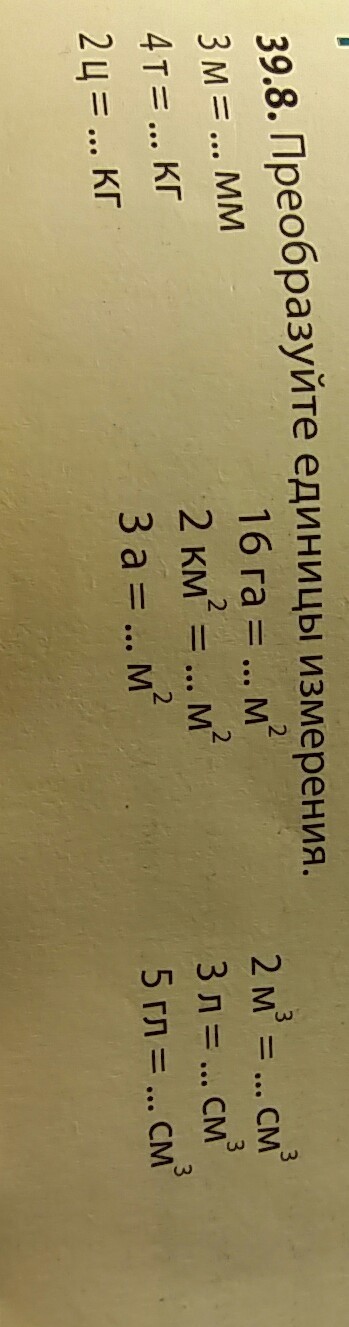 39.8. Преобразуйте единицы измерения.
3 м = ... мм
4 т = ... кг
2 ц = ... кг
16 га = ... м²
2 км² = ... м²
3 а = ... м²
2 м³ = ... см³
3 л = ... см³
5 гл = ... см³